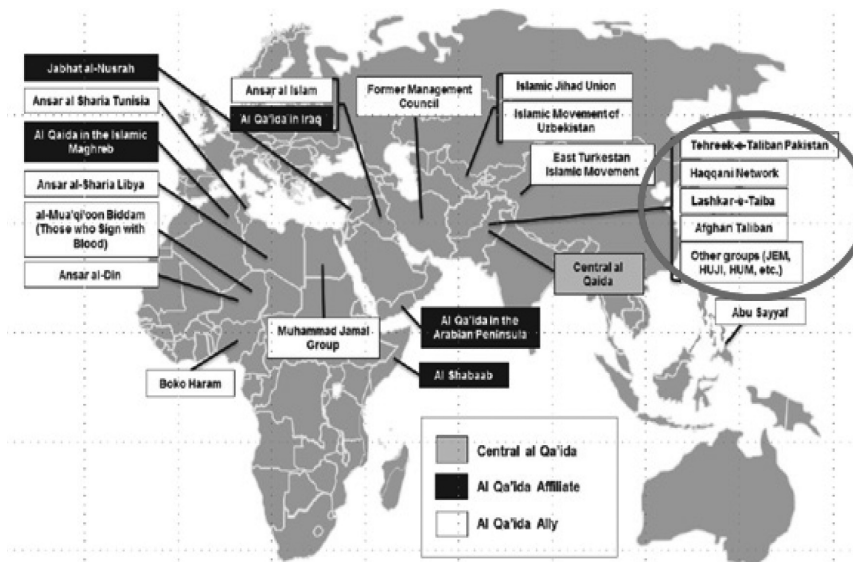 Jabhat al-Nusrah
Ansar al Sharia Tunisia
Al Qaida in the Islamic
Maghreb
Ansar al-Sharia Libya
al-Mua'qi'oon Biddam
(Those who Sign with
Blood)
Ansar al-Din
Boko Haram
Muhammad Jamal
Group
Ansar al Islam
Al Qa'ida in Iraq
Former Management
Council
Islamic Jihad Union
Islamic Movement of
Uzbekistan
East Turkestan
Islamic Movement
Tehreek-e-Taliban Pakistan
Haqqani Network
Lashkar-e-Taiba
Afghan Taliban
Other groups (JEM,
HUJI, HUM, etc.)
Central al
Qaida
Abu Sayyaf
Al Qa'ida in the
Arabian Peninsula
Al Shabaab
Central al Qa'ida
Al Qa'ida Affiliate
Al Qa'ida Ally